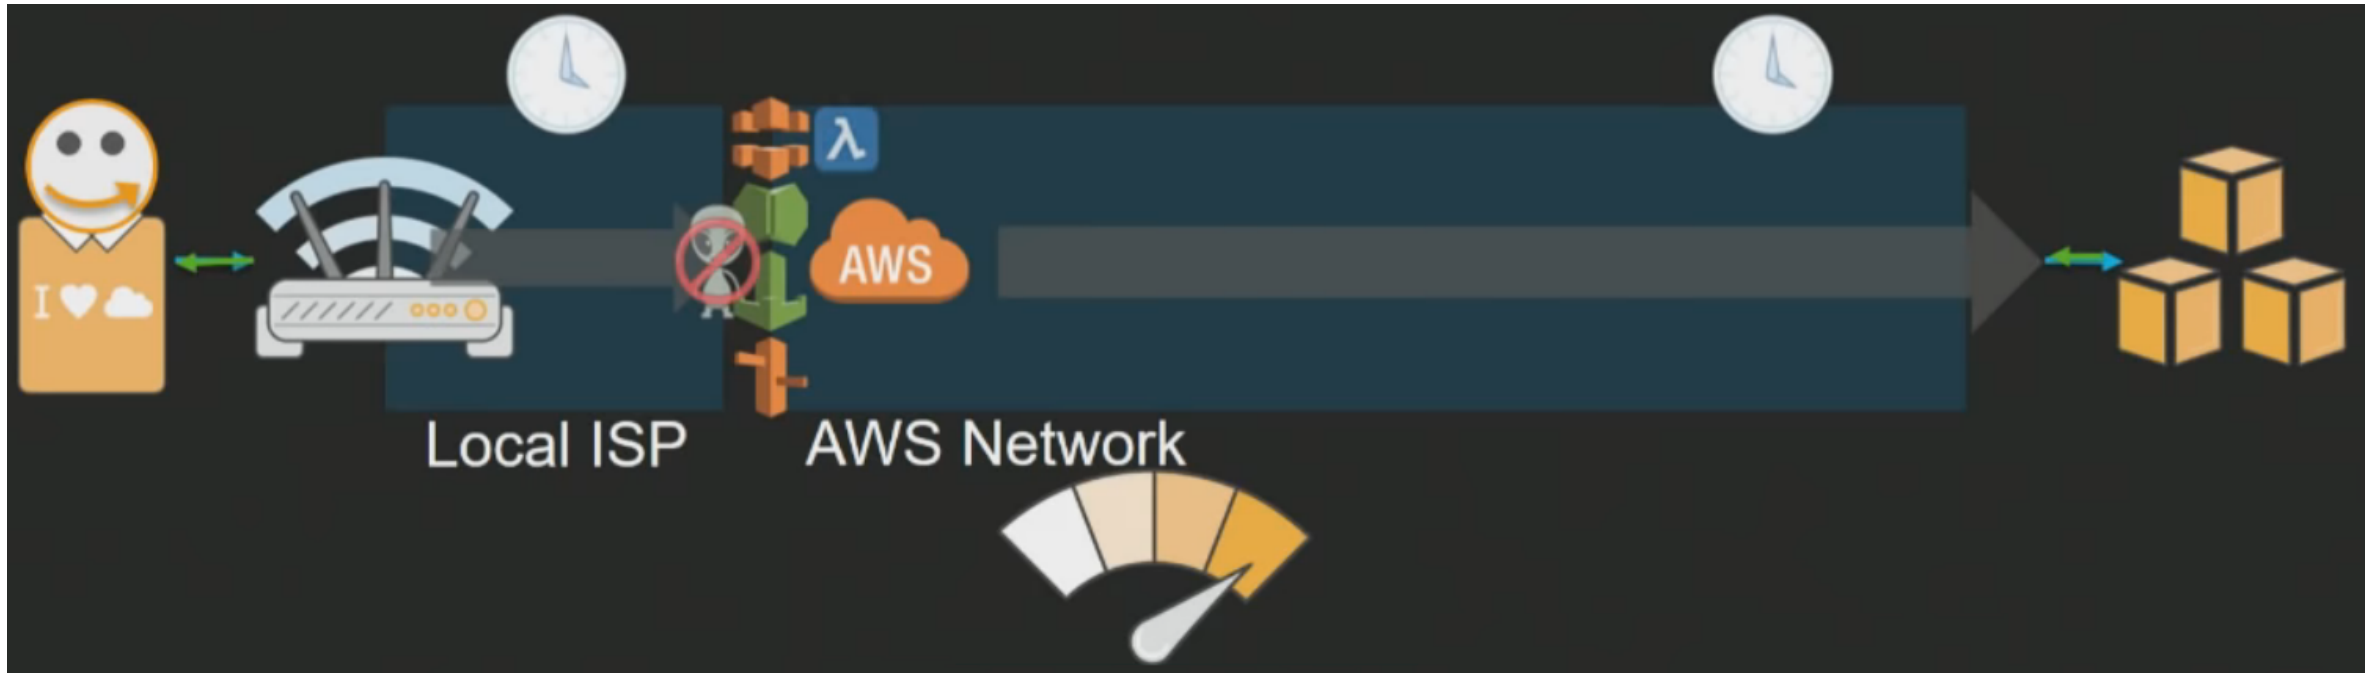 λ
AWS
I ♥
Local ISP
AWS Network